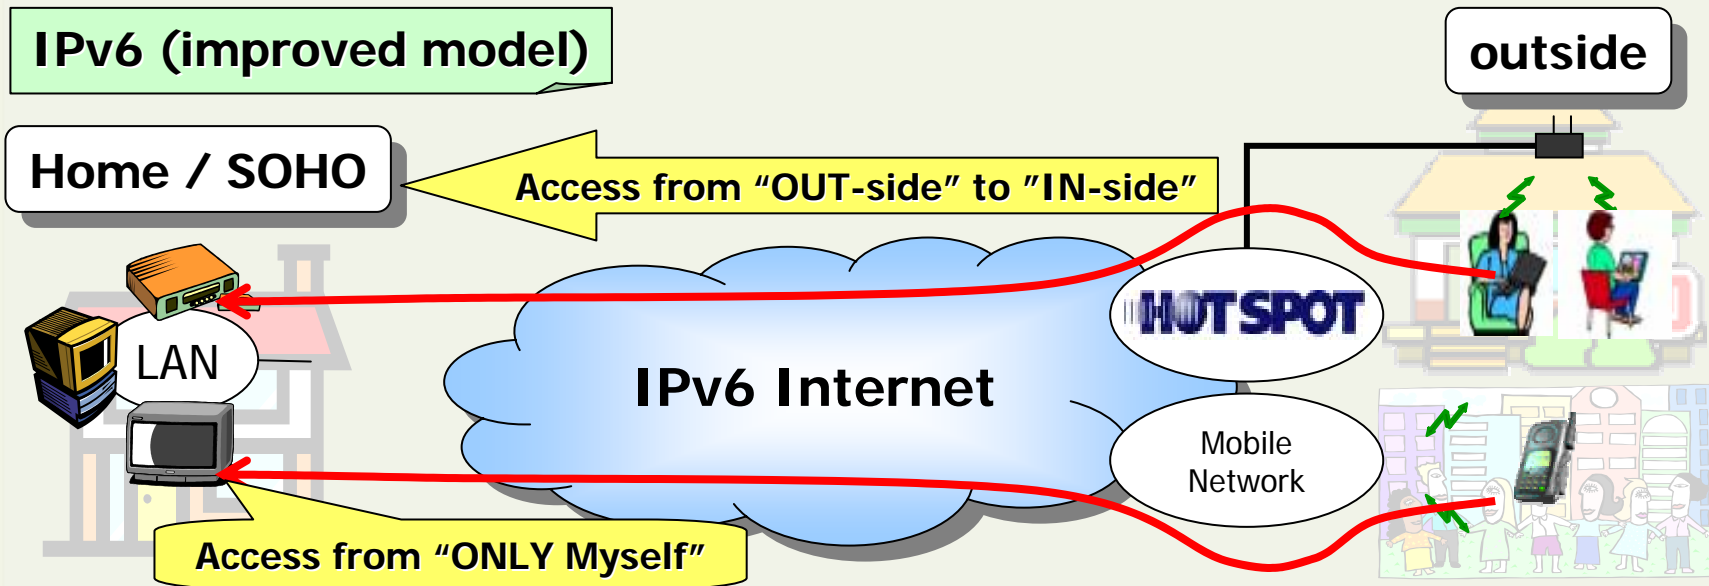 IPv6 (improved model)
outside
Home / SOHO
Access from “OUT-side” to ”IN-side”
HOTSPOT
LAN
IPv6 Internet
Mobile
Network
Access from “ONLY Myself”